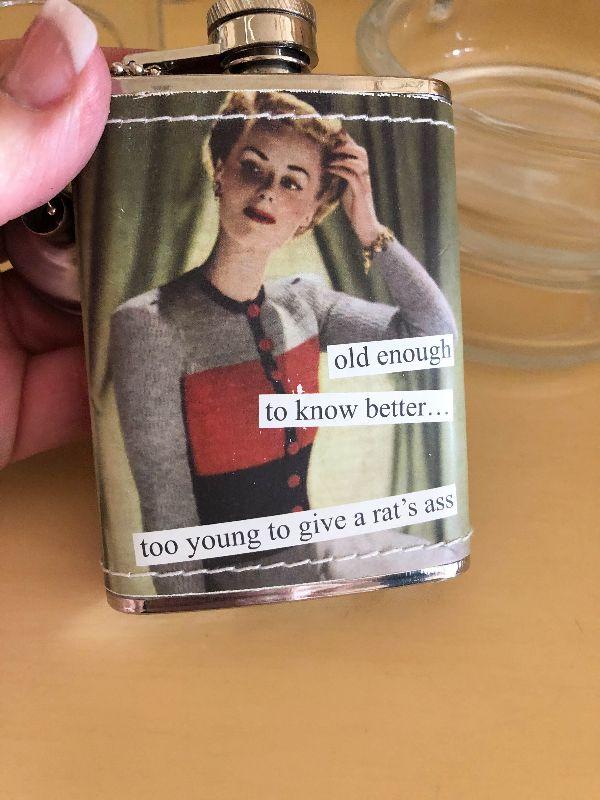 old enough
to know better...
too young to give a rat's ass